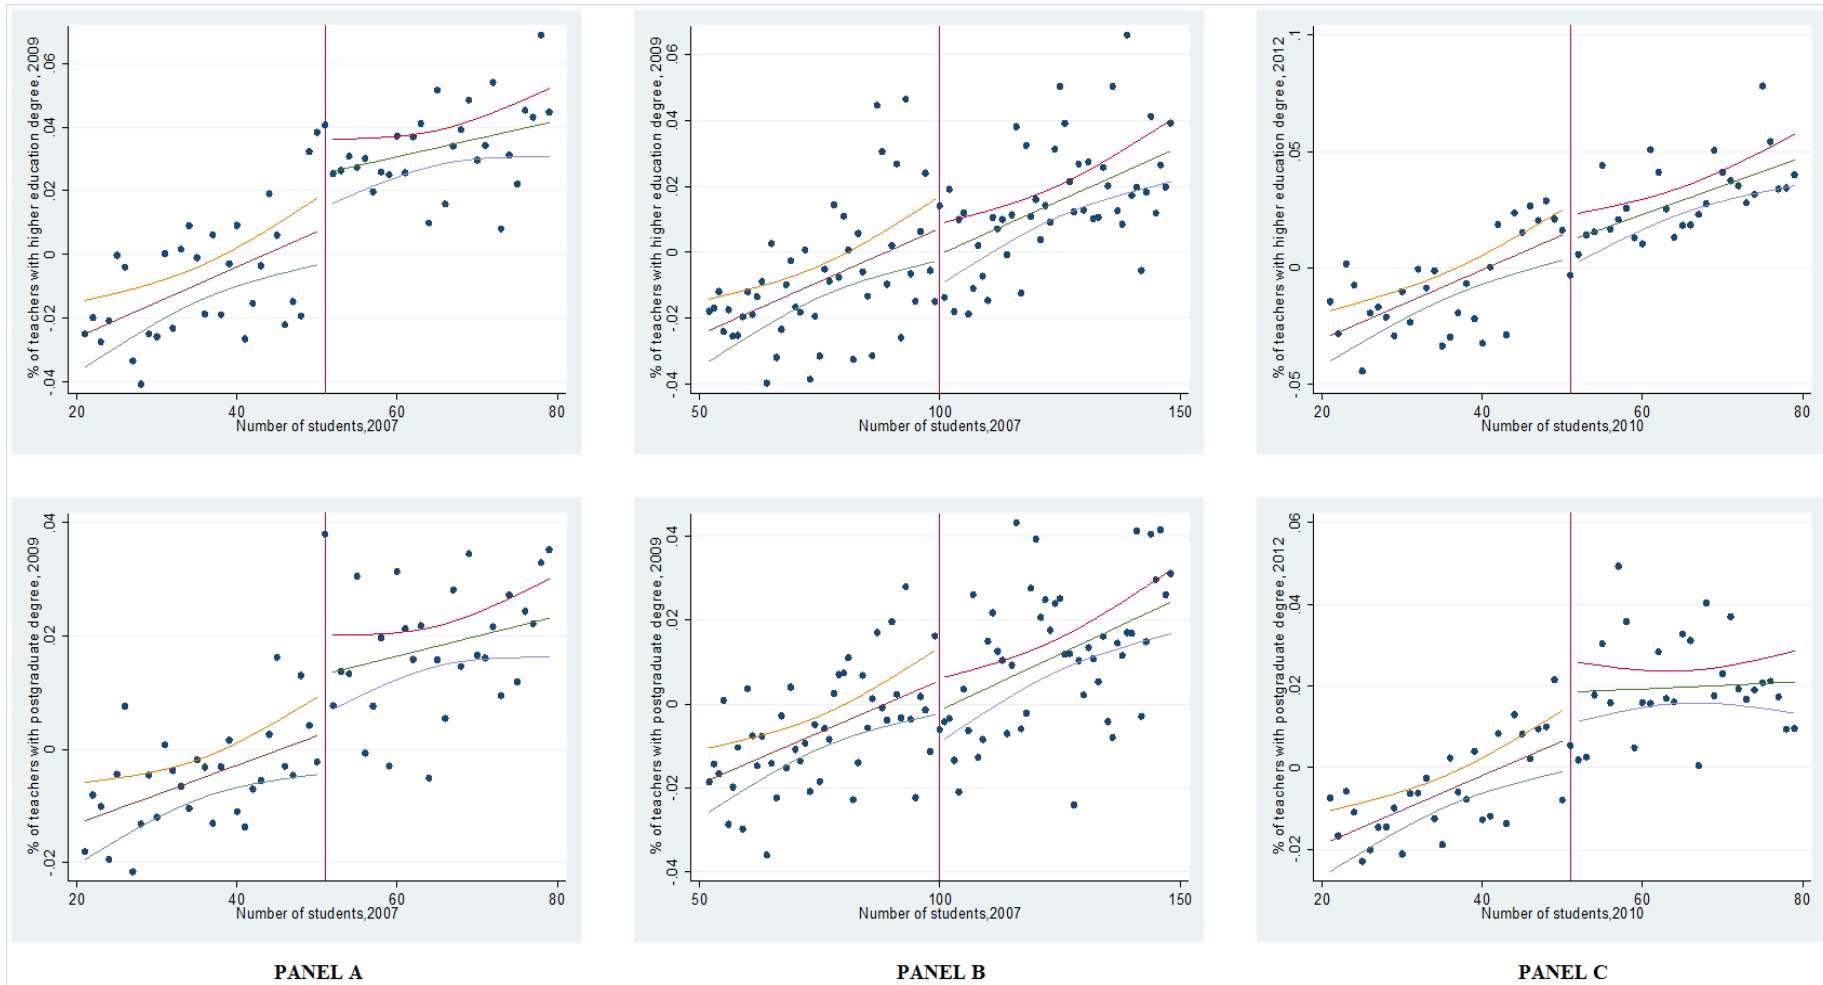 % of teachers with higher education degree, 2009
-.04 -.02 0 .02 .04 .06
20 40 60 80
Number of students,2007
% of teachers with higher education degree, 2009
-.04 -.02 0 .02 .04 .06
50 100 150
Number of students,2007
% of teachers with higher education degree, 2012
-.05 0 .05 .1
20 40 60 80
Number of students,2010
% of teachers with postgraduate degree, 2009
-.02 0 .02 .04
20 40 60 80
Number of students,2007
% of teachers with postgraduate degree, 2009
-.04 -.02 0 .02 .04
50 100 150
Number of students,2007
% of teachers with postgraduate degree, 2012
-.02 0 .02 .04 .06
20 40 60 80
Number of students,2010
PANEL A
PANEL B
PANEL C